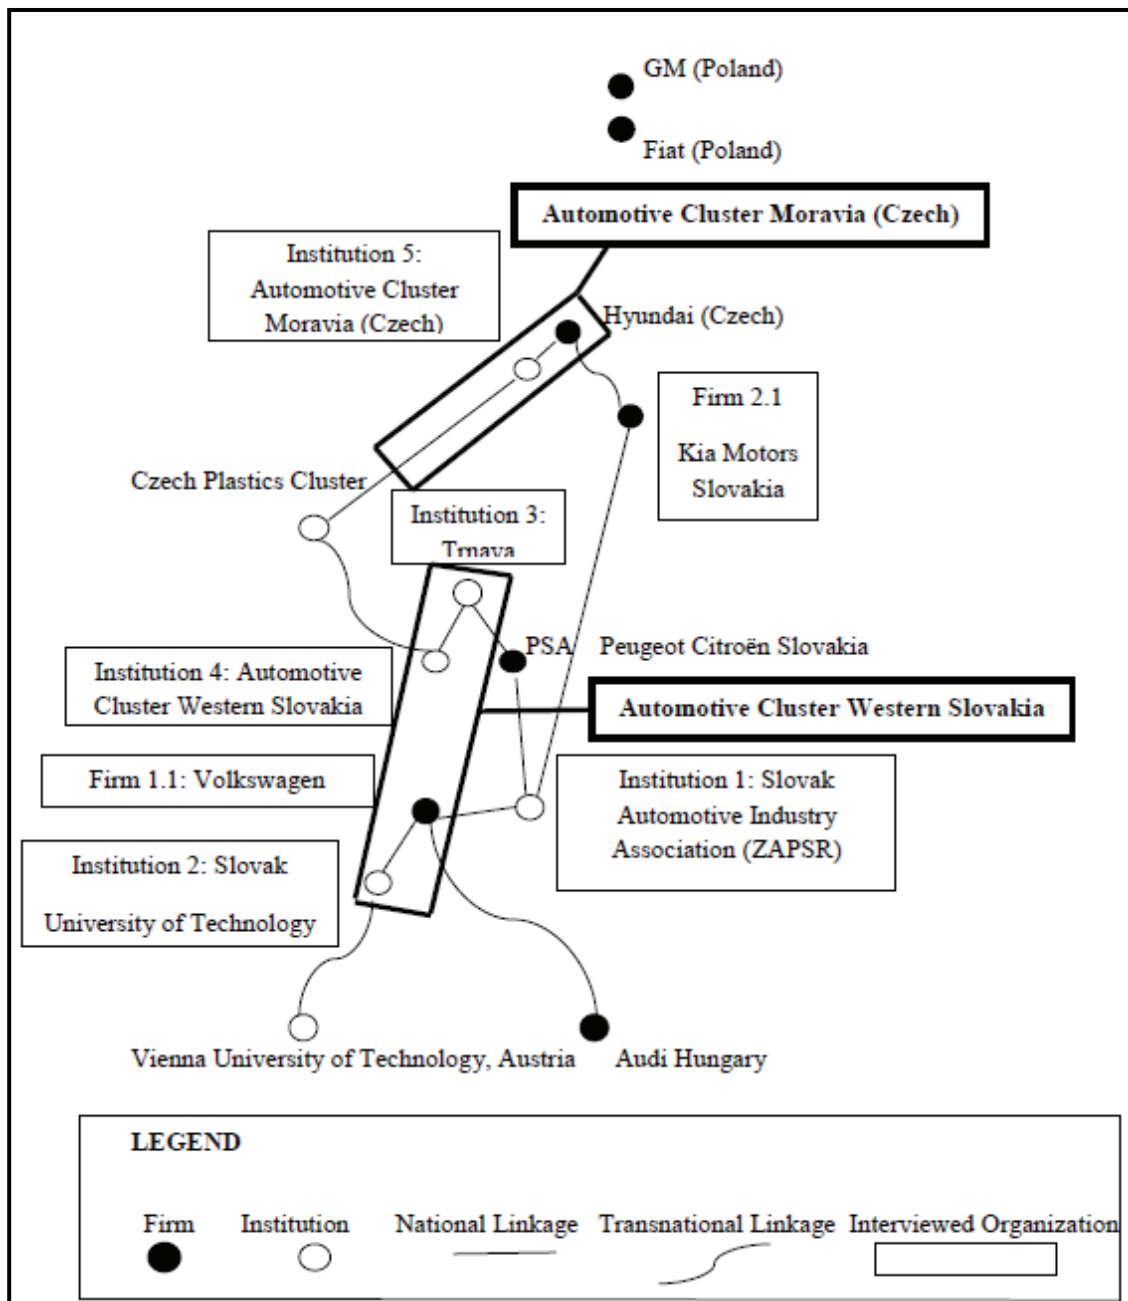 GM (Poland)
Fiat (Poland)
Automotive Cluster Moravia (Czech)
Institution 5:
Automotive Cluster
Moravia (Czech)
Hyundai (Czech)
Firm 2.1
Kia Motors
Slovakia
Czech Plastics Cluster
Institution 3:
Trnava
PSA Peugeot Citroën Slovakia
Institution 4: Automotive
Cluster Western Slovakia
Automotive Cluster Western Slovakia
Firm 1.1: Volkswagen
Institution 1: Slovak
Automotive Industry
Association (ZAPSR)
Institution 2: Slovak
University of Technology
Vienna University of Technology, Austria
Audi Hungary
LEGEND
Firm
Institution
National Linkage
Transnational Linkage
Interviewed Organization